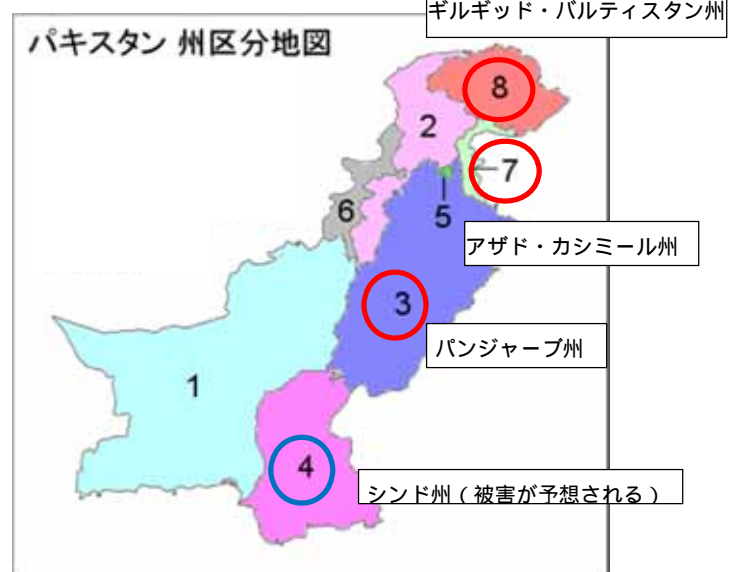 ギルギッド・バルティスタン州
パキスタン 州区分地図
8
2
7
5
6
アザド・カシミール州
3
パンジャーブ州
1
4
シンド州（被害が予想される）